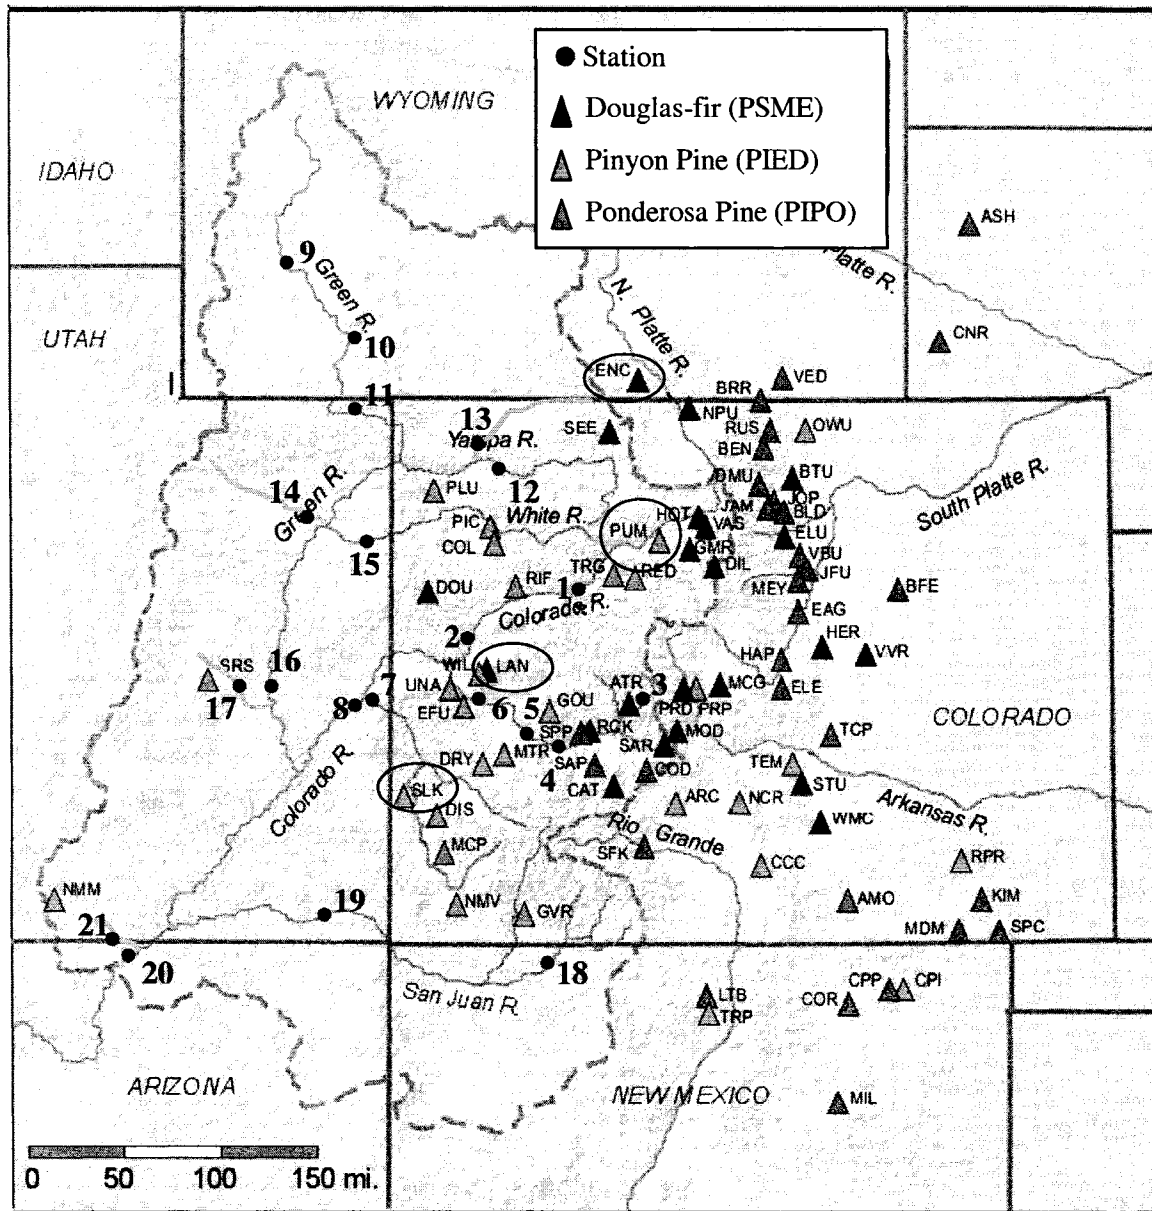 Station
WYOMING
Douglas-fir (PSME)
Pinyon Pine (PIED)
IDAHO
Ponderosa Pine (PIPO)
ASH
9
Green R.
Platte R.
N. Platte R.
UTAH
10
CNR
ENC
VED
BRR
11
NPU
13
SEE
RUS
OWU
Yampa R.
BEN
12
DMU
BTU
PLU
South Platte R.
14
Green R.
White R.
JOP
JAM
BLD
PIC
PUM
HOT
VAS
ELU
COL
GMR
15
VBU
TRG
RED
DIL
JFU
DOU
RIF
1
MEY
BFE
Colorado R.
EAG
2
HER
VVR
WIL
LAN
HAP
SRS
16
UNA
7
ATR
3
MCG
ELE
17
8
EFU
6
5
GOU
PRD
PRP
COLORADO
SPP
RCK
MOD
TCP
Colorado R.
DRY
MTR
SAR
SAP
COD
TEM
4
CAT
STU
SLK
ARC
NCR
Arkansas R.
DIS
Rio Grande
WMC
MCP
SFK
CCC
RPR
NMM
NMV
GVR
AMO
KIM
19
MDM
SPC
21
20
18
San Juan R.
LTB
CPP
CPI
TRP
COR
ARIZONA
NEW MEXICO
MIL
0 50 100 150 mi.